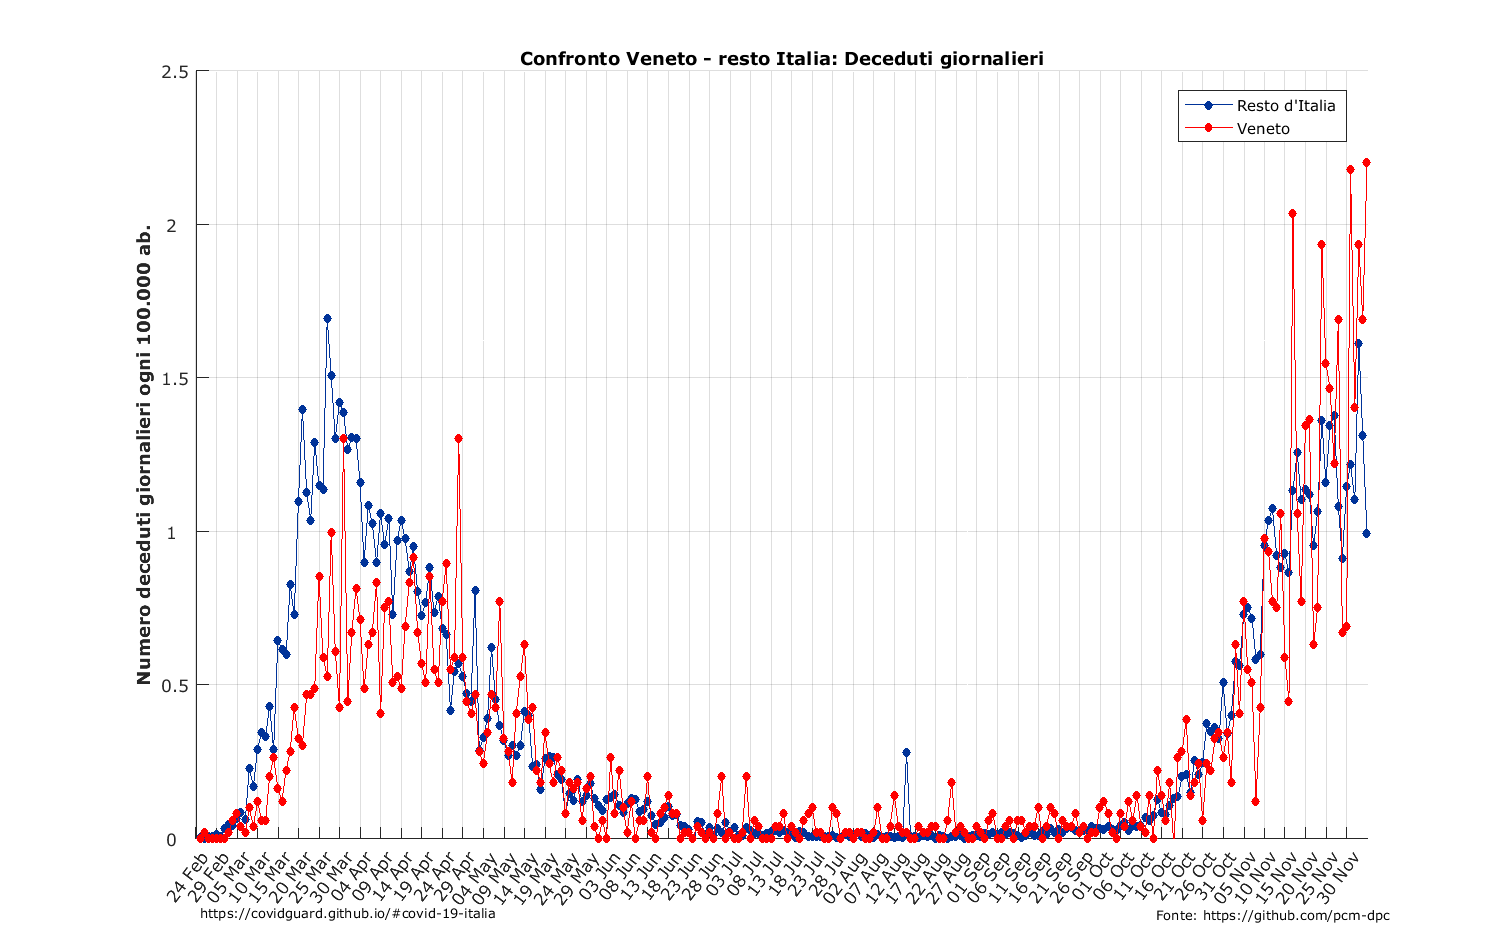 Confronto Veneto - resto Italia: Deceduti giornalieri
Resto d'Italia
Veneto
Numero deceduti giornalieri ogni 100.000 ab.
2.5
2
1.5
1
0.5
0
24 Feb
29 Feb
05 Mar
10 Mar
15 Mar
20 Mar
25 Mar
30 Mar
04 Apr
09 Apr
14 Apr
19 Apr
24 Apr
29 Apr
04 May
09 May
14 May
19 May
24 May
29 May
03 Jun
08 Jun
13 Jun
18 Jun
23 Jun
28 Jun
03 Jul
08 Jul
13 Jul
18 Jul
23 Jul
28 Jul
02 Aug
07 Aug
12 Aug
17 Aug
22 Aug
27 Aug
01 Sep
06 Sep
11 Sep
16 Sep
21 Sep
26 Sep
01 Oct
06 Oct
11 Oct
16 Oct
21 Oct
26 Oct
31 Oct
05 Nov
10 Nov
15 Nov
20 Nov
25 Nov
30 Nov
https://covidguard.github.io/#covid-19-italia
Fonte: https://github.com/pcm-dpc